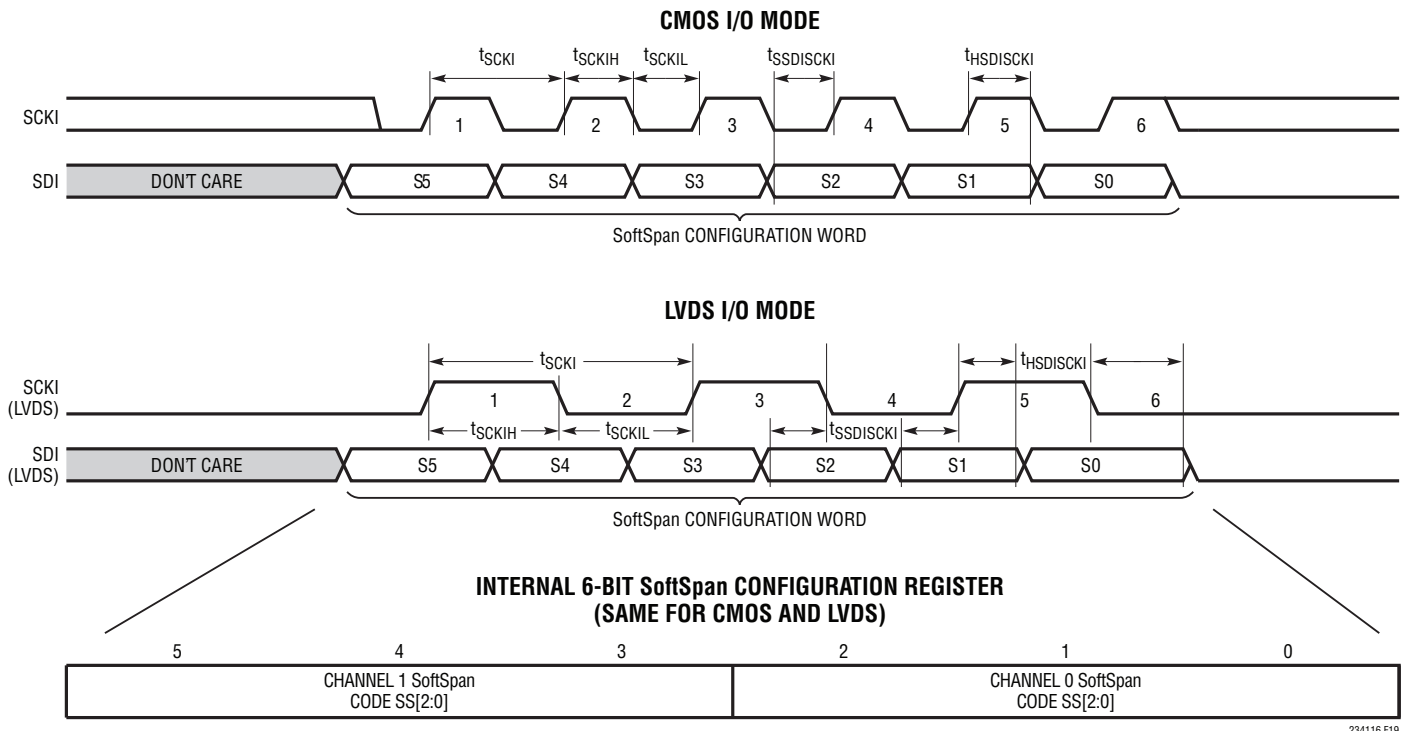 CMOS I/O MODE
tSCKI tSCKIH tSCKIL tSSDISCKI tHSDISCKI
SCKI 1 2 3 4 5 6
SDI DON'T CARE S5 S4 S3 S2 S1 S0
SoftSpan CONFIGURATION WORD
LVDS I/O MODE
tSCKI tHSDISCKI
SCKI
(LVDS)
1 2 3 4 5 6
tSCKIH tSCKIL tSSDISCKI
SDI
(LVDS)
DON'T CARE S5 S4 S3 S2 S1 S0
SoftSpan CONFIGURATION WORD
INTERNAL 6-BIT SoftSpan CONFIGURATION REGISTER
(SAME FOR CMOS AND LVDS)
5 4 3 2 1 0
CHANNEL 1 SoftSpan
CODE SS[2:0]
CHANNEL 0 SoftSpan
CODE SS[2:0]
234116 F19